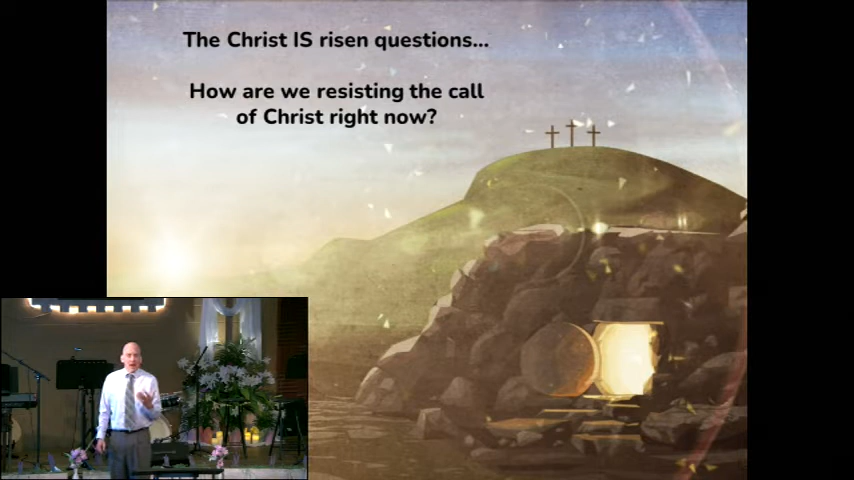 The Christ IS risen questions...
How are we resisting the call
of Christ right now?